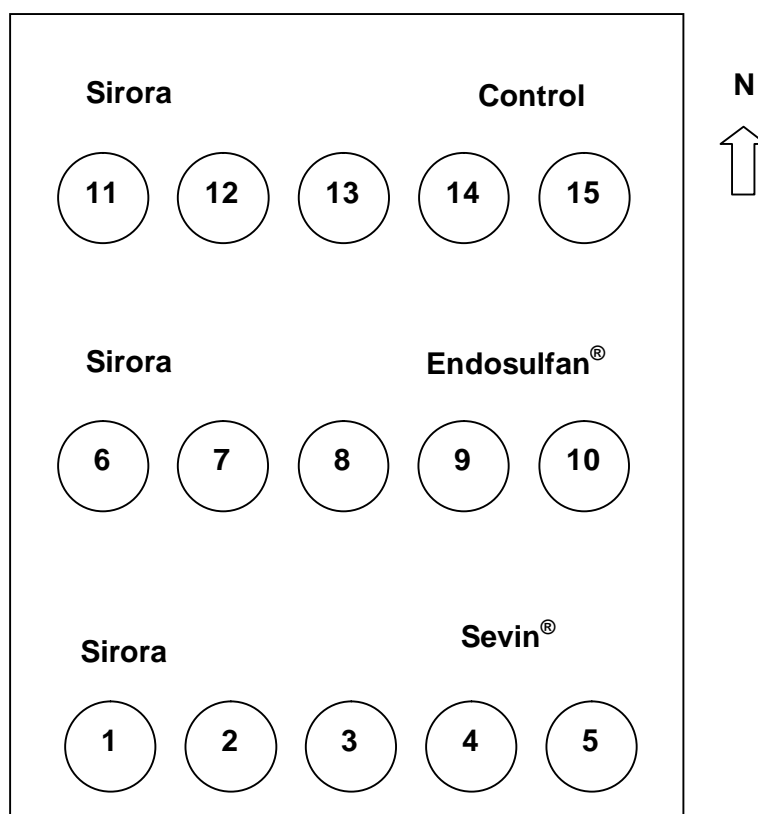 Sirora Control N
11 12 13 14 15
Sirora Endosulfan®
6 7 8 9 10
Sirora Sevin®
1 2 3 4 5